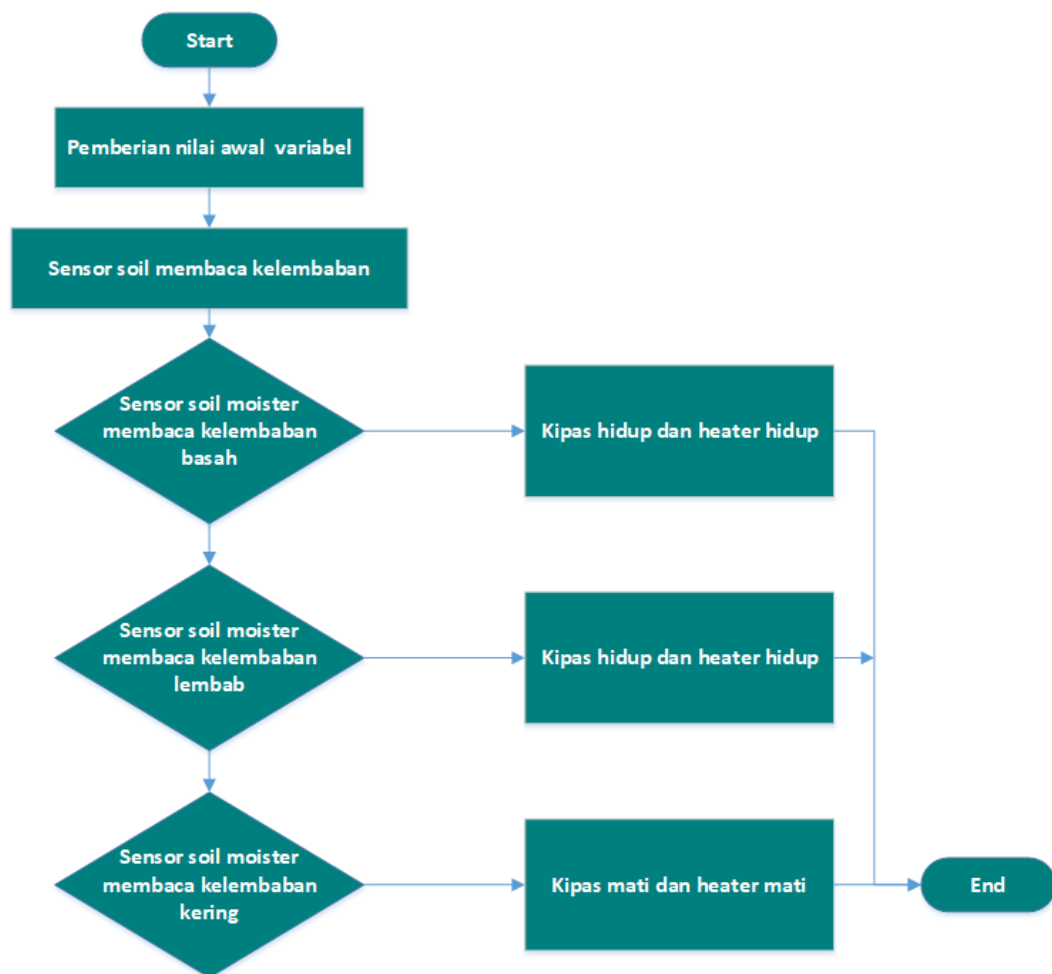 Start
Pemberian nilai awal variabel
Sensor soil membaca kelembaban
Sensor soil moister
membaca kelembaban
basah
Kipas hidup dan heater hidup
Sensor soil moister
membaca kelembaban
lembab
Kipas hidup dan heater hidup
Sensor soil moister
membaca kelembaban
kering
Kipas mati dan heater mati
End